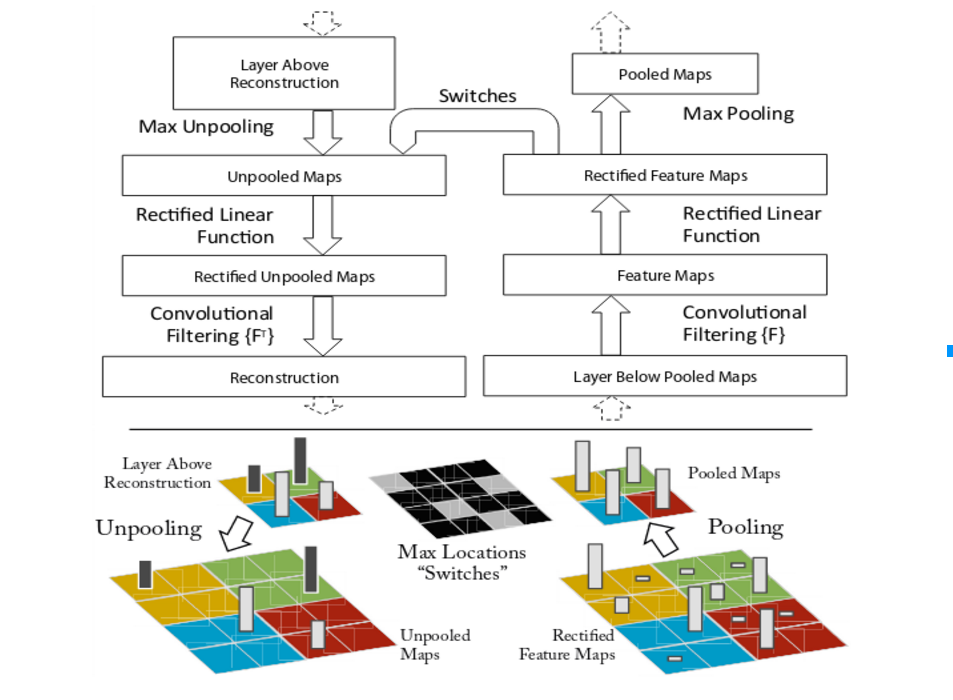 Layer Above
Reconstruction
Pooled Maps
Switches
Max Unpooling
Max Pooling
Unpooled Maps
Rectified Feature Maps
Rectified Linear
Function
Rectified Linear
Function
Rectified Unpooled Maps
Feature Maps
Convolutional
Filtering {Fᵀ}
Convolutional
Filtering {F}
Reconstruction
Layer Below Pooled Maps
Layer Above
Reconstruction
Pooled Maps
Unpooling
Pooling
Max Locations
“Switches”
Unpooled
Maps
Rectified
Feature Maps